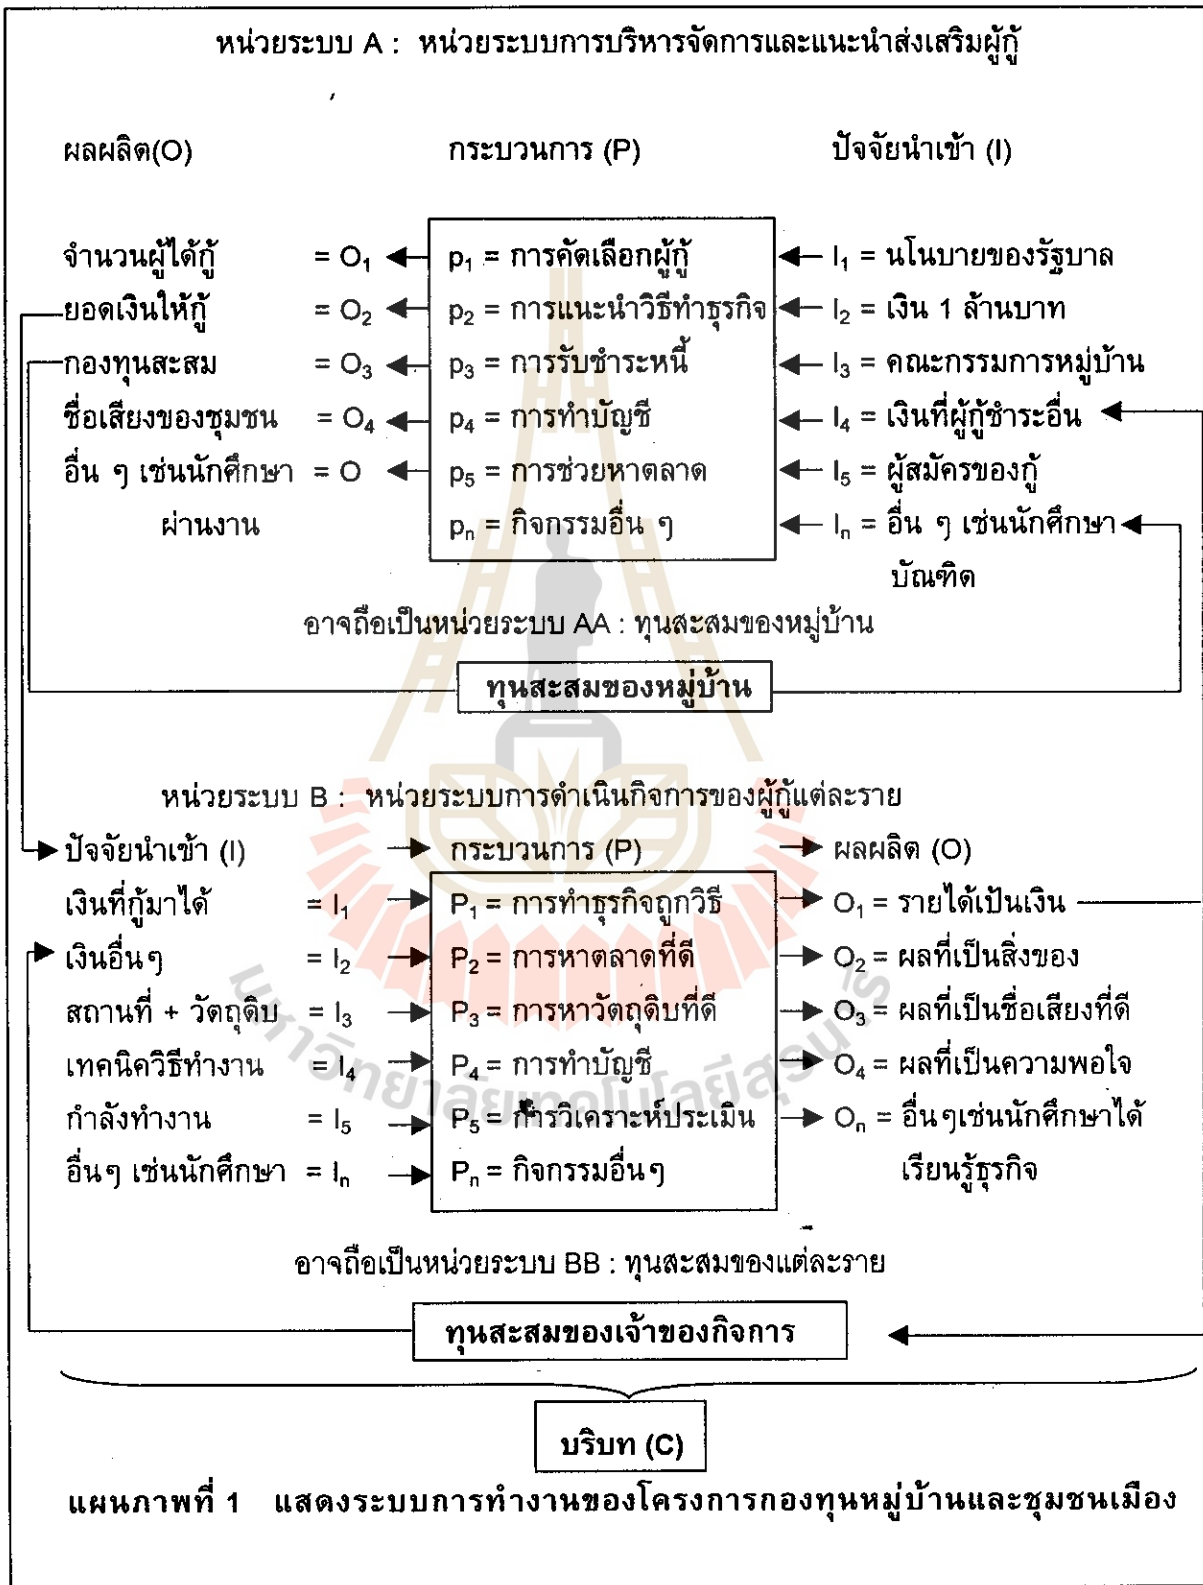 หน่วยระบบ A : หน่วยระบบการบริหารจัดการและแนะนำส่งเสริมผู้กู้
ผลผลิต(O) กระบวนการ (P) ปัจจัยนำเข้า (I)
จำนวนผู้ได้กู้ = O1 p1 = การคัดเลือกผู้กู้ I1 = นโนบายของรัฐบาล
ยอดเงินให้กู้ = O2 p2 = การแนะนำวิธีทำธุรกิจ I2 = เงิน 1 ล้านบาท
กองทุนสะสม = O3 p3 = การรับชำระหนี้ I3 = คณะกรรมการหมู่บ้าน
ชื่อเสียงของชุมชน = O4 p4 = การทำบัญชี I4 = เงินที่ผู้กู้ชำระอื่น
อื่น ๆ เช่นนักศึกษา = O p5 = การช่วยหาตลาด I5 = ผู้สมัครของกู้
ผ่านงาน pn = กิจกรรมอื่น ๆ In = อื่น ๆ เช่นนักศึกษา
บัณฑิต
อาจถือเป็นหน่วยระบบ AA : ทุนสะสมของหมู่บ้าน
ทุนสะสมของหมู่บ้าน
หน่วยระบบ B : หน่วยระบบการดำเนินกิจการของผู้กู้แต่ละราย
ปัจจัยนำเข้า (I) กระบวนการ (P) ผลผลิต (O)
เงินที่กู้มาได้ = I1 P1 = การทำธุรกิจถูกวิธี O1 = รายได้เป็นเงิน
เงินอื่นๆ = I2 P2 = การหาตลาดที่ดี O2 = ผลที่เป็นสิ่งของ
สถานที่ + วัตถุดิบ = I3 P3 = การหาวัตถุดิบที่ดี O3 = ผลที่เป็นชื่อเสียงที่ดี
เทคนิควิธีทำงาน = I4 P4 = การทำบัญชี O4 = ผลที่เป็นความพอใจ
กำลังทำงาน = I5 P5 = การวิเคราะห์ประเมิน On = อื่นๆเช่นนักศึกษาได้
อื่นๆ เช่นนักศึกษา = In Pn = กิจกรรมอื่นๆ เรียนรู้ธุรกิจ
อาจถือเป็นหน่วยระบบ BB : ทุนสะสมของแต่ละราย
ทุนสะสมของเจ้าของกิจการ
บริบท (C)
แผนภาพที่ 1 แสดงระบบการทำงานของโครงการกองทุนหมู่บ้านและชุมชนเมือง
มหาวิทยาลัยเทคโนโลยีสุรนารี